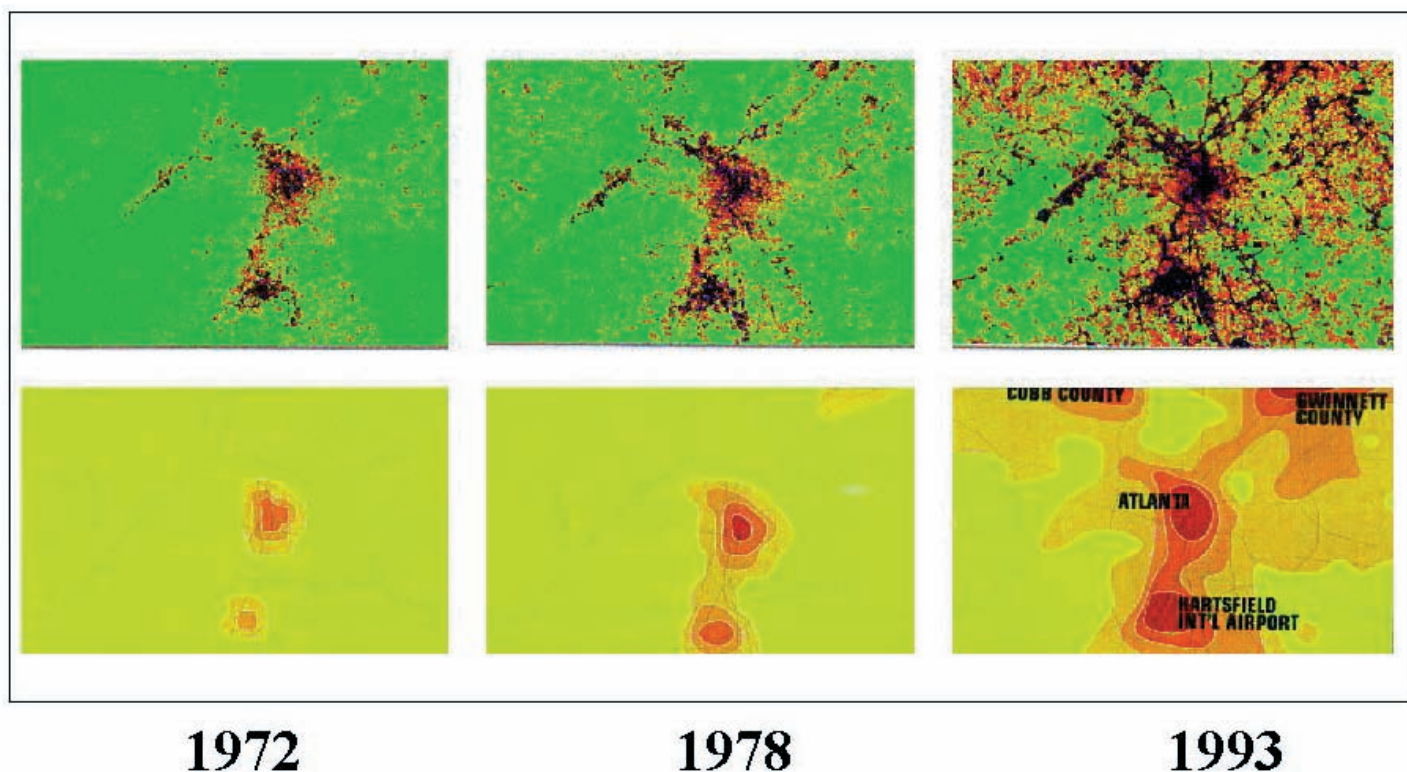 COBB COUNTY
GWINNETT
COUNTY
ATLANTA
HARTSFIELD
INT'L AIRPORT
1972
1978
1993